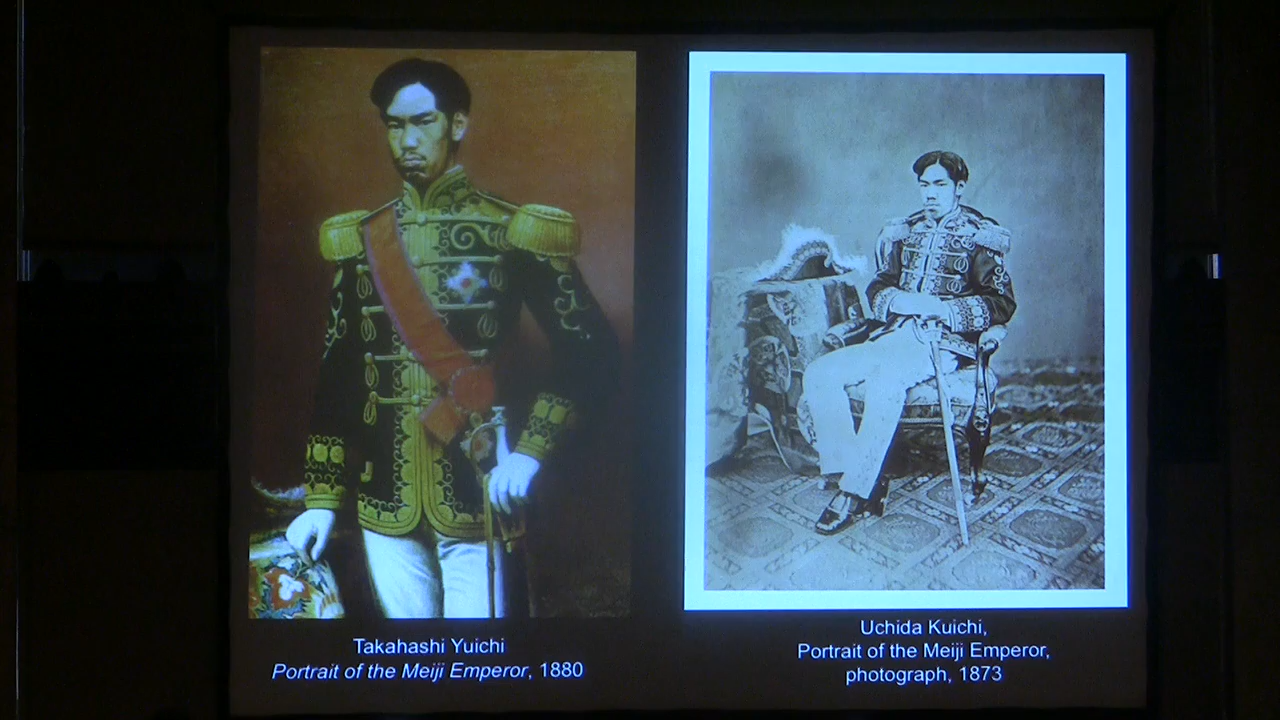 Takahashi Yuichi
Portrait of the Meiji Emperor, 1880
Uchida Kuichi,
Portrait of the Meiji Emperor,
photograph, 1873